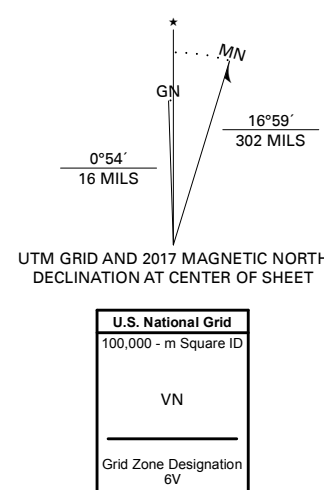 ★
MN
GN
16°59´
302 MILS
0°54´
16 MILS
UTM GRID AND 2017 MAGNETIC NORTH
DECLINATION AT CENTER OF SHEET
U.S. National Grid
100,000 - m Square ID
VN
Grid Zone Designation
6V